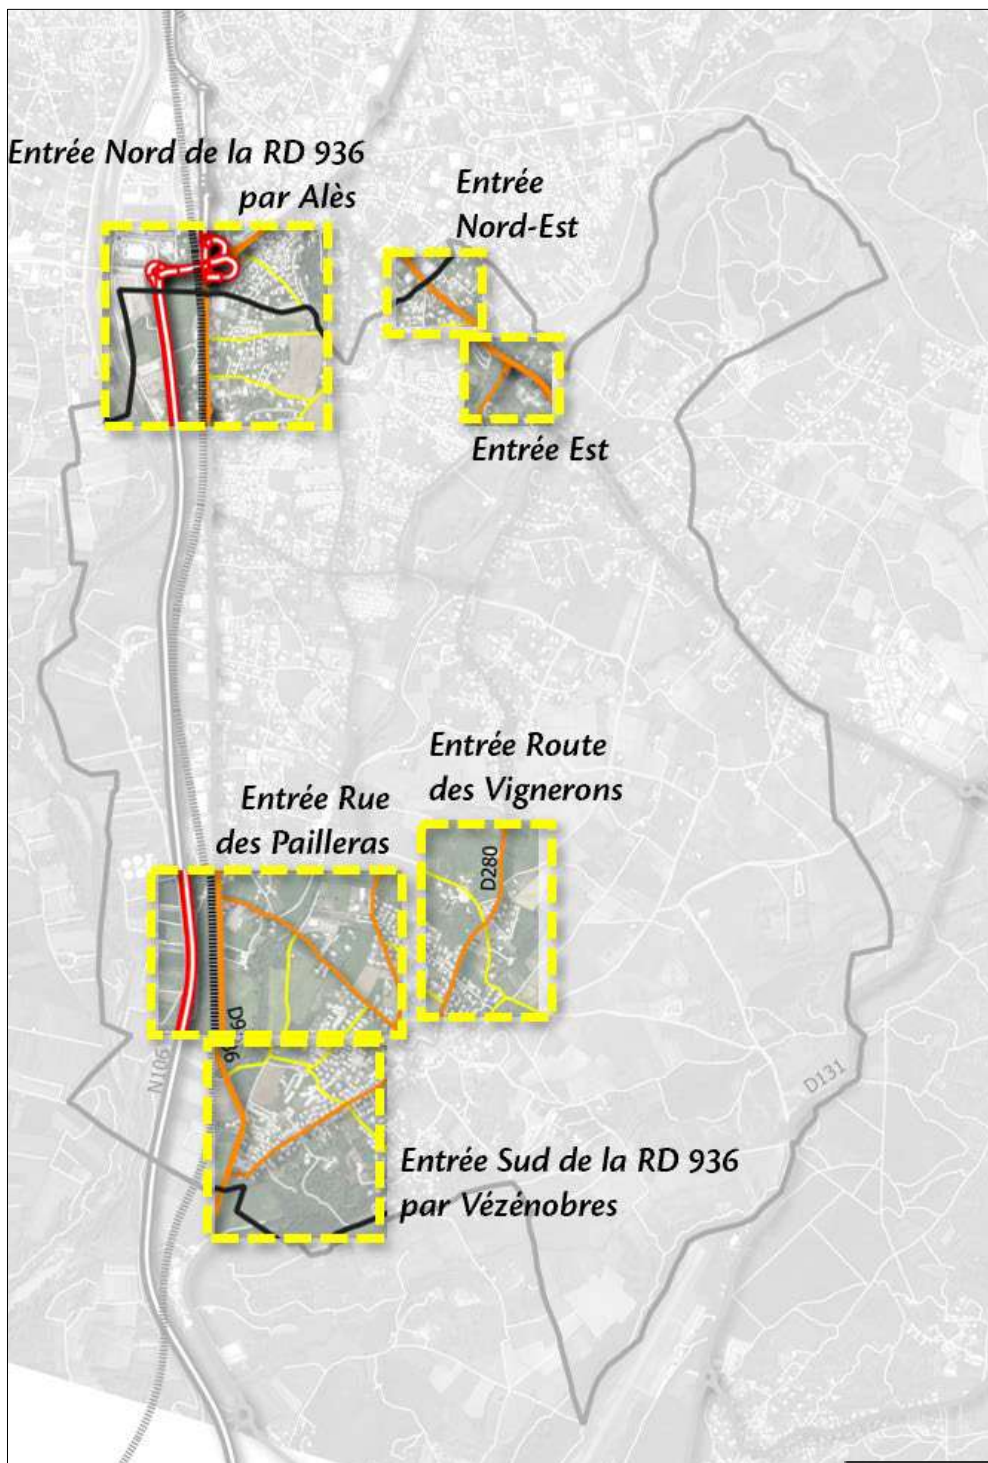 Entrée Nord de la RD 936
par Alès
Entrée
Nord-Est
Entrée Est
Entrée Route
des Vignerons
Entrée Rue
des Pailleras
D280
D936
N106
D131
Entrée Sud de la RD 936
par Vézénobres